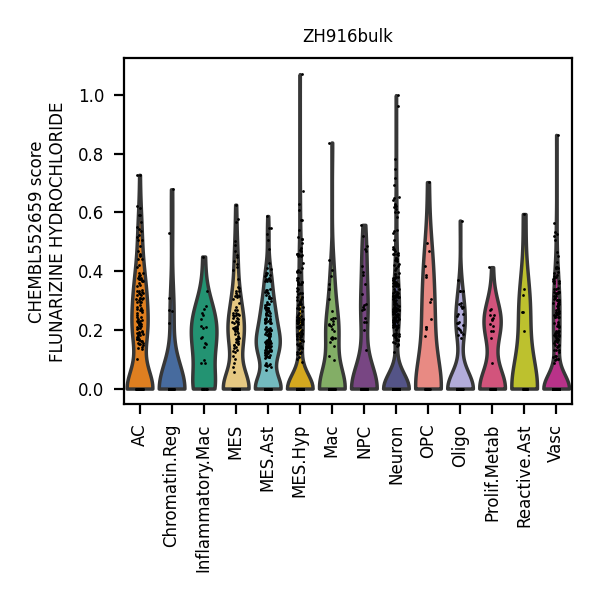 ZH916bulk
CHEMBL552659 score
FLUNARIZINE HYDROCHLORIDE
1.0
0.8
0.6
0.4
0.2
0.0
AC
Chromatin.Reg
Inflammatory.Mac
MES
MES.Ast
MES.Hyp
Mac
NPC
Neuron
OPC
Oligo
Prolif.Metab
Reactive.Ast
Vasc